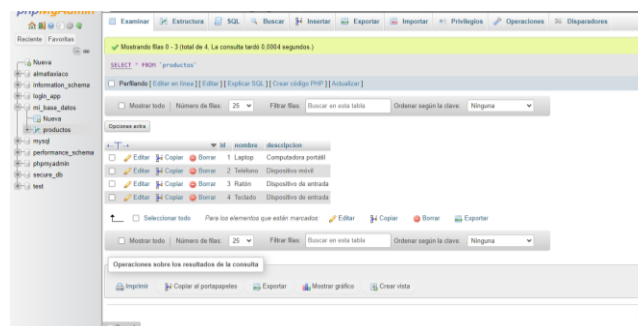 phpMyAdmin
Reciente Favoritas
Nueva
almatlaxiaco
information_schema
login_app
mi_base_datos
Nueva
productos
mysql
performance_schema
phpmyadmin
secure_db
test
Examinar Estructura SQL Buscar Insertar Exportar Importar Privilegios Operaciones Disparadores
Mostrando filas 0 - 3 (total de 4, La consulta tardó 0,0004 segundos.)
SELECT * FROM `productos`
Perfilando [ Editar en línea ] [ Editar ] [ Explicar SQL ] [ Crear código PHP ] [ Actualizar ]
Mostrar todo Número de filas: 25 Filtrar filas: Buscar en esta tabla Ordenar según la clave: Ninguna
Opciones extra
id nombre descripcion
Editar Copiar Borrar 1 Laptop Computadora portátil
Editar Copiar Borrar 2 Teléfono Dispositivo móvil
Editar Copiar Borrar 3 Ratón Dispositivo de entrada
Editar Copiar Borrar 4 Teclado Dispositivo de entrada
Seleccionar todo Para los elementos que están marcados: Editar Copiar Borrar Exportar
Mostrar todo Número de filas: 25 Filtrar filas: Buscar en esta tabla Ordenar según la clave: Ninguna
Operaciones sobre los resultados de la consulta
Imprimir Copiar al portapapeles Exportar Mostrar gráfico Crear vista